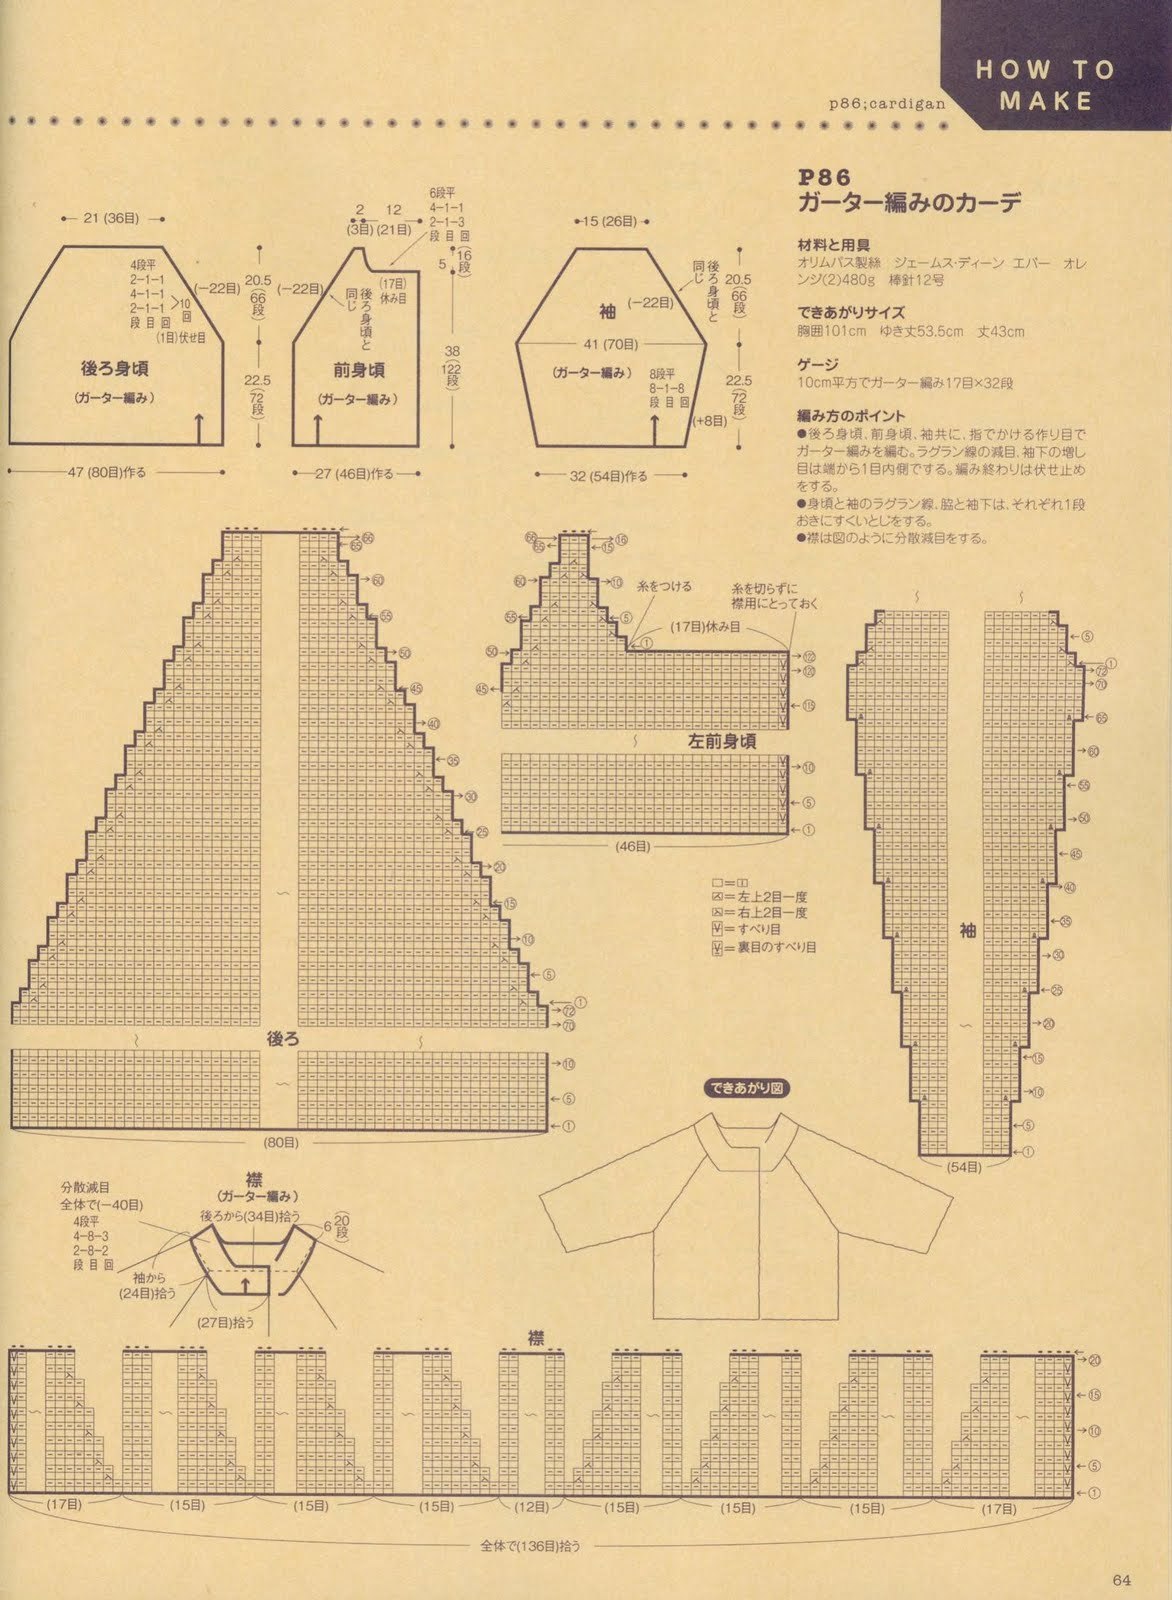 HOW TO
MAKE
p86;cardigan
P86
ガーター編みのカーデ
材料と用具
オリムパス製絲　ジェームス・ディーン　エバー　オレ
ンジ(2)480g　棒針12号
できあがりサイズ
胸囲101cm　ゆき丈53.5cm　丈43cm
ゲージ
10cm平方でガーター編み17目×32段
編み方のポイント
●後ろ身頃、前身頃、袖共に、指でかける作り目で
ガーター編みを編む。ラグラン線の減目、袖下の増し
目は端から1目内側でする。編み終わりは伏せ止め
をする。
●身頃と袖のラグラン線、脇と袖下は、それぞれ1段
おきにすくいとじをする。
●襟は図のように分散減目をする。
21 (36目)
4段平
2-1-1
4-1-1
2-1-1
段目回
10
回
(1目)伏せ目
(-22目)
20.5
(66段)
22.5
(72段)
後ろ身頃
(ガーター編み)
47 (80目)作る
2
(3目)
12
(21目)
6段平
4-1-1
2-1-3
段目回
5
(16段)
(-22目)
後ろ身頃と
同じ
(17目)
休み目
38
(122段)
前身頃
(ガーター編み)
27 (46目)作る
15 (26目)
後ろ身頃と
同じ
(-22目)
20.5
(66段)
袖
41 (70目)
(ガーター編み)
8段平
8-1-8
段目回
(+8目)
22.5
(72段)
32 (54目)作る
66
65
60
55
50
45
40
35
30
25
20
15
10
5
1
72
70
後ろ
10
5
1
(80目)
66
65
60
55
50
45
16
15
10
5
1
糸をつける
糸を切らずに
襟用にとっておく
(17目)休み目
左前身頃
10
5
1
(46目)
□=|
=左上2目一度
=右上2目一度
V=すべり目
V=裏目のすべり目
5
1
72
70
65
60
55
50
45
40
35
30
25
20
15
10
5
1
袖
(54目)
できあがり図
襟
(ガーター編み)
後ろから(34目)拾う
分散減目
全体で(-40目)
4段平
4-8-3
2-8-2
段目回
6
(20段)
袖から
(24目)拾う
(27目)拾う
襟
20
15
10
5
1
(17目)
(15目)
(15目)
(15目)
(12目)
(15目)
(15目)
(15目)
(17目)
全体で(136目)拾う
64